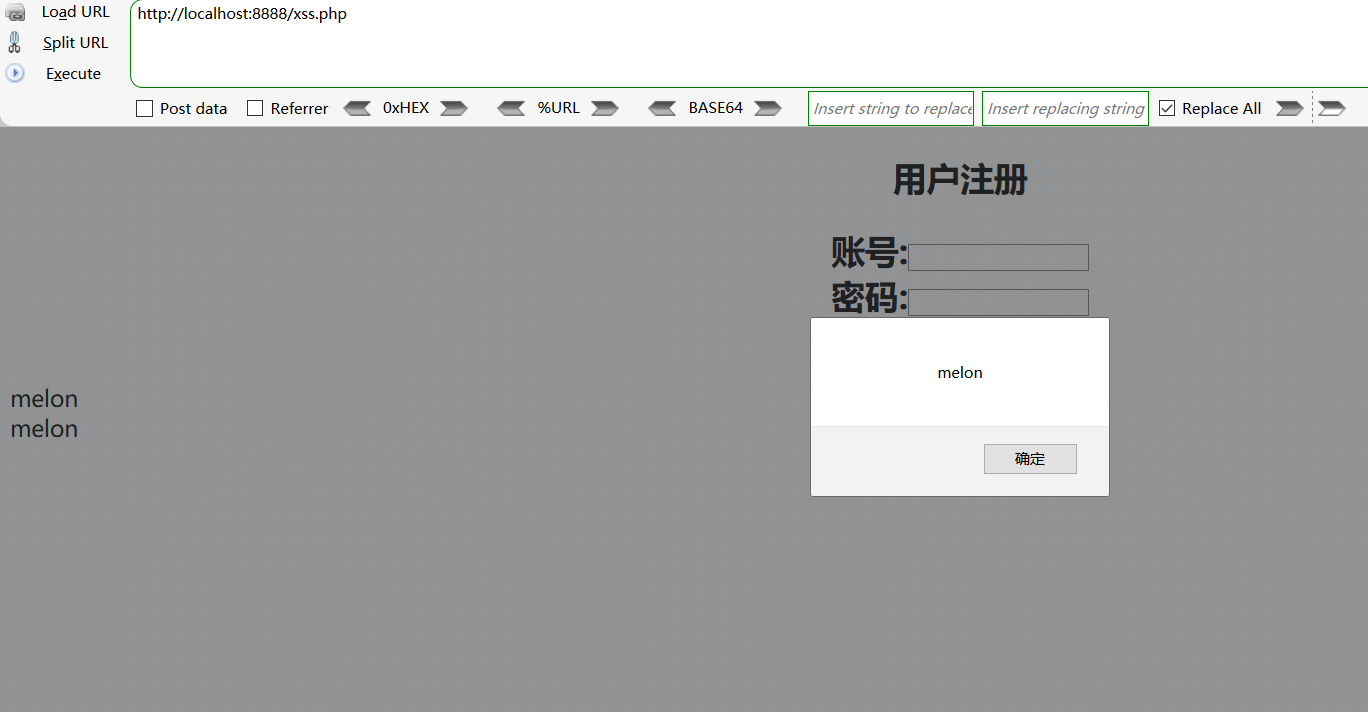 Load URL
http://localhost:8888/xss.php
Split URL
Execute
Post data Referrer 0xHEX %URL BASE64 Insert string to replace Insert replacing string Replace All
用户注册
账号:
密码:
melon
melon
melon
确定